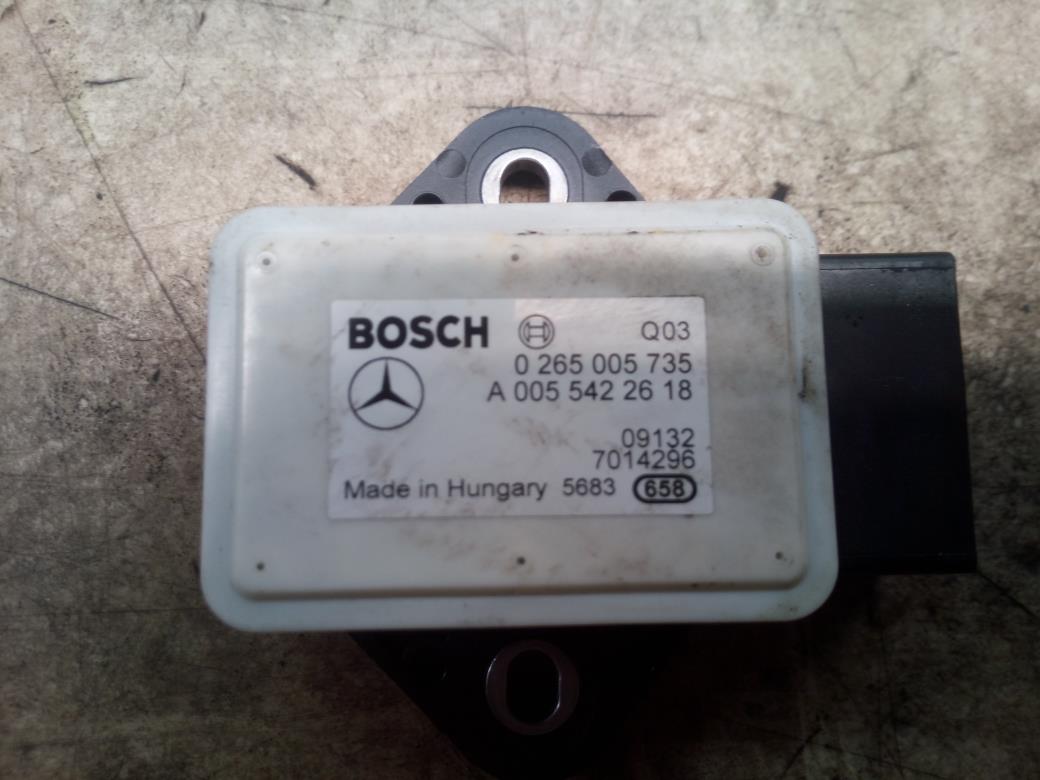 BOSCH Q03
0 265 005 735
A 005 542 26 18
09132
7014296
Made in Hungary 5683 658